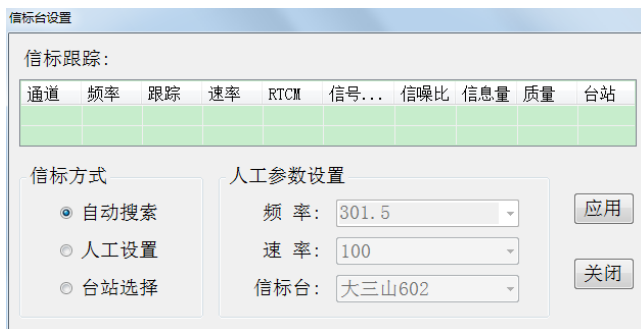 信标台设置
信标跟踪:
通道 频率 跟踪 速率 RTCM 信号... 信噪比 信息量 质量 台站
信标方式 人工参数设置
自动搜索 频 率: 301.5 应用
人工设置 速 率: 100
台站选择 信标台: 大三山602 关闭